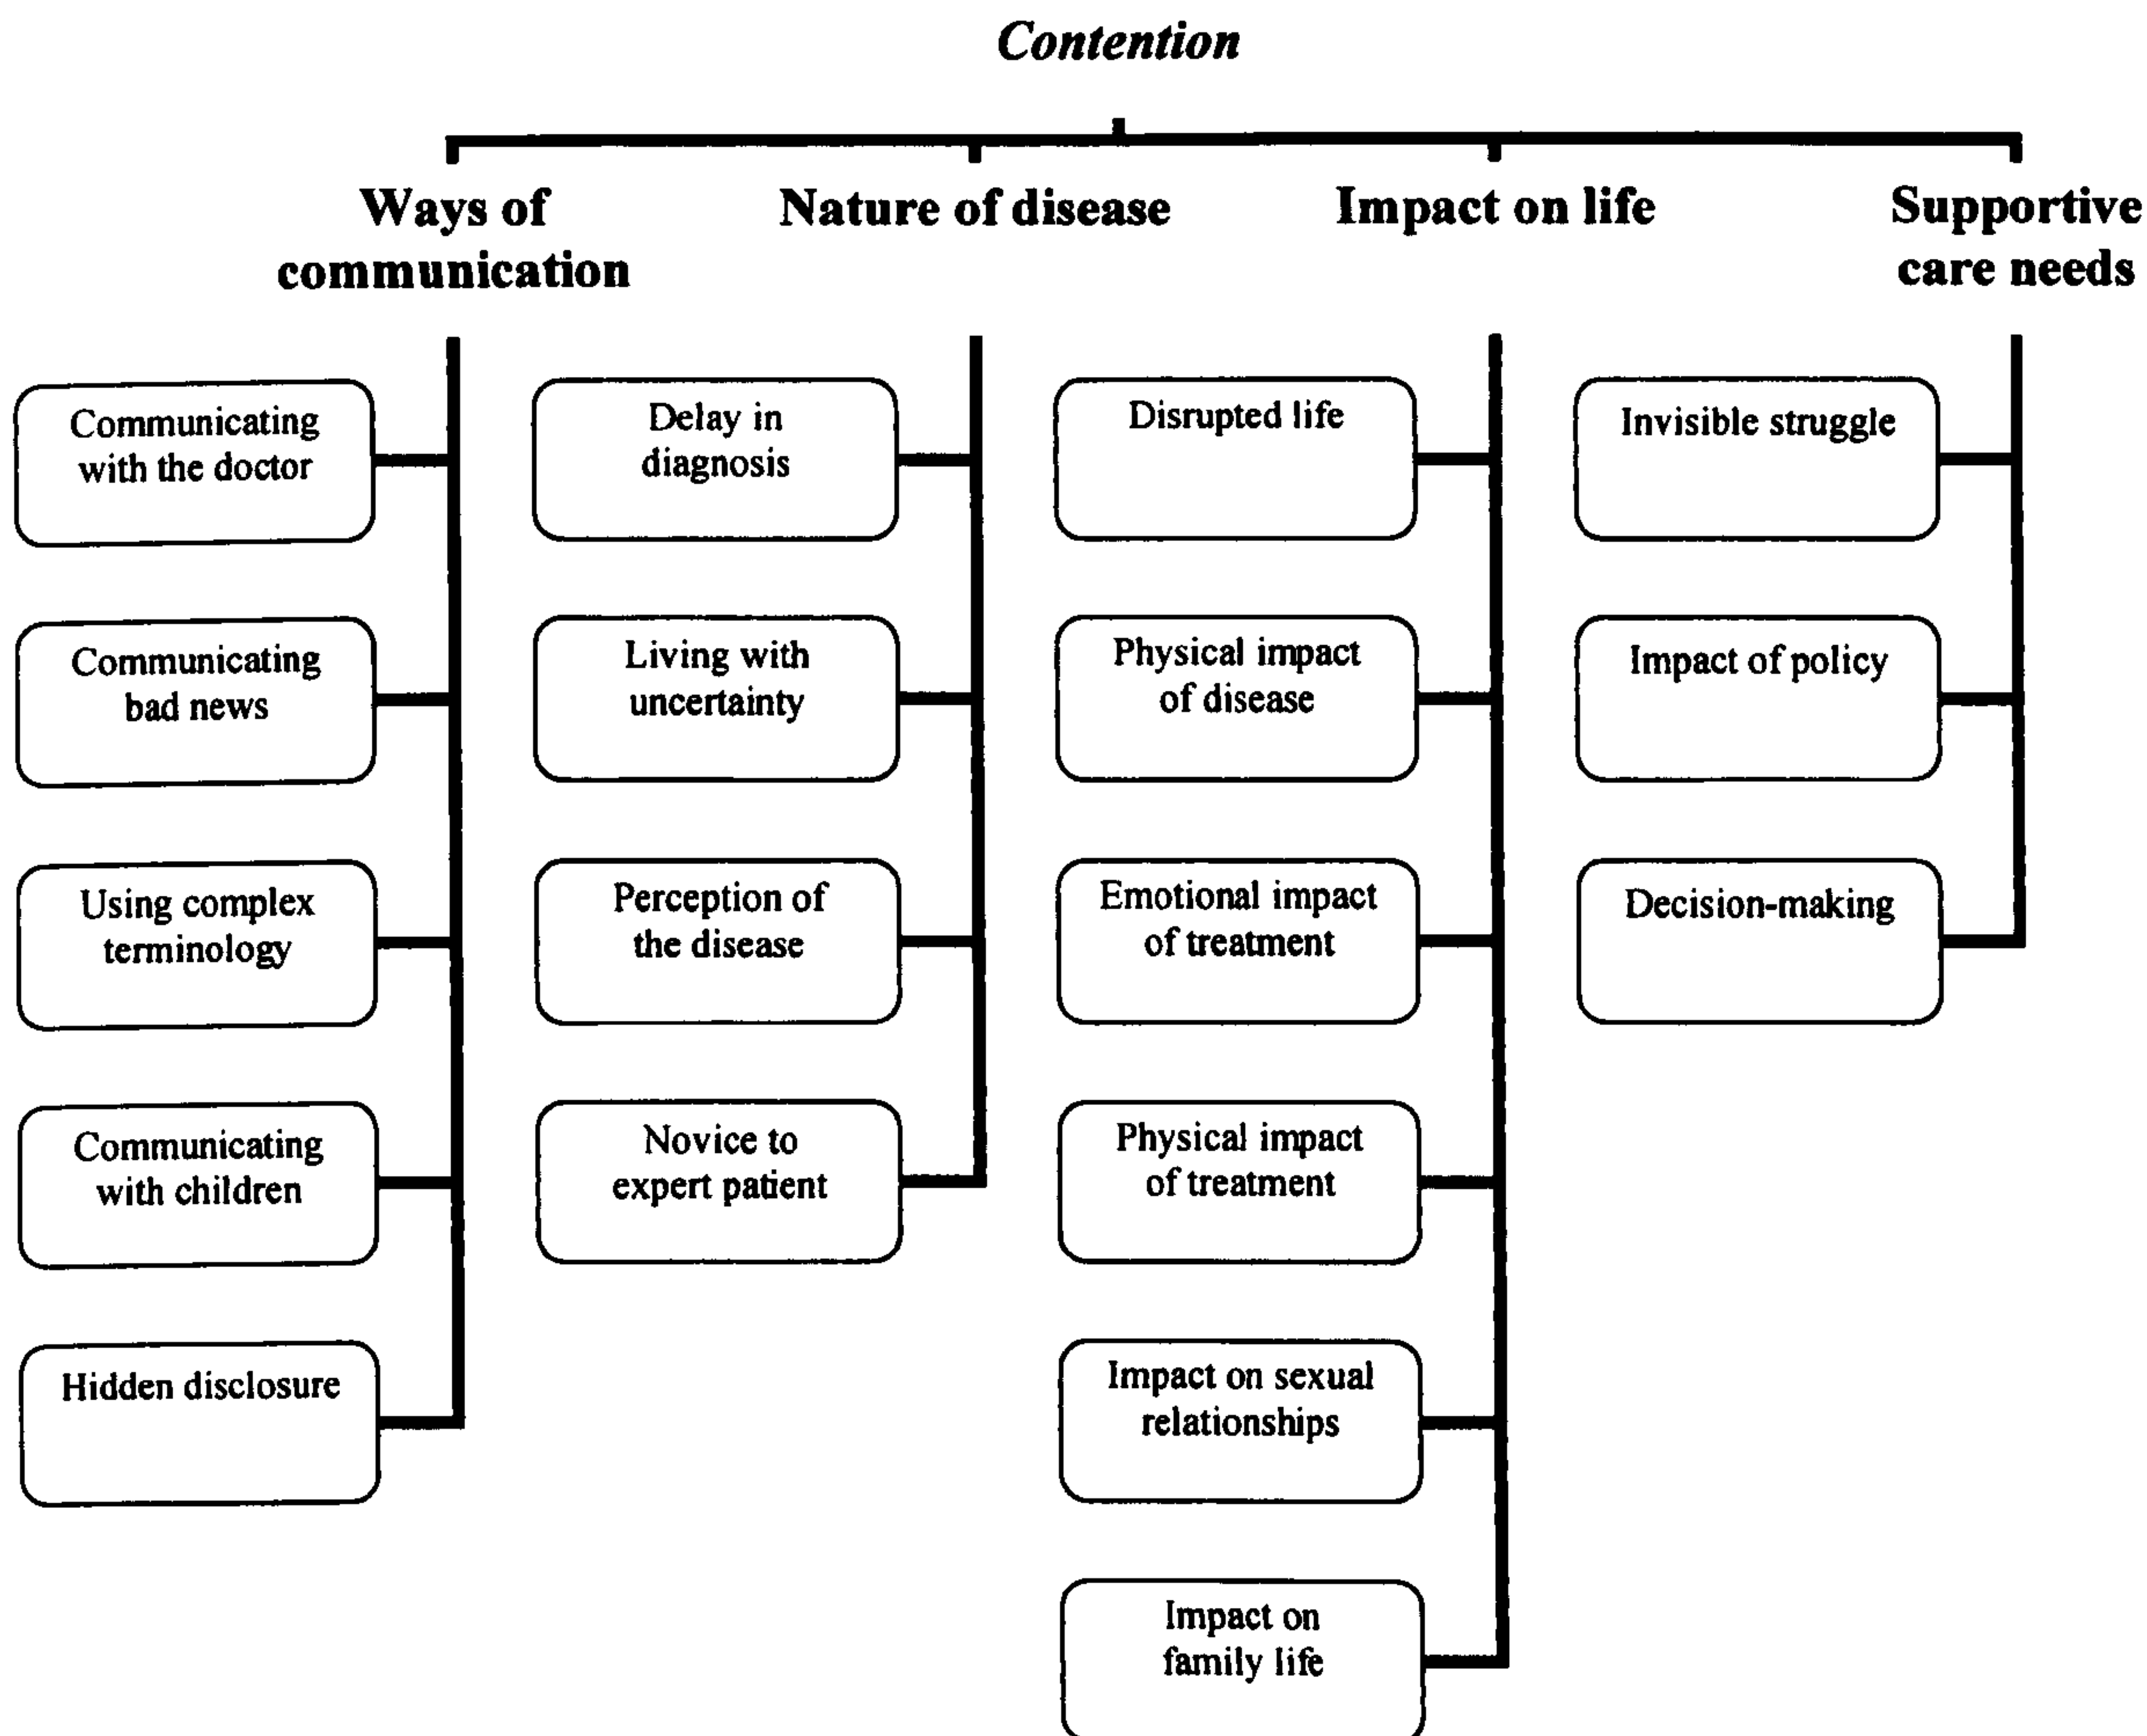 Contention
Ways of
communication
Nature of disease
Impact on life
Supportive
care needs
Communicating
with the doctor
Communicating
bad news
Using complex
terminology
Communicating
with children
Hidden disclosure
Delay in
diagnosis
Living with
uncertainty
Perception of
the disease
Novice to
expert patient
Disrupted life
Physical impact
of disease
Emotional impact
of treatment
Physical impact
of treatment
Impact on sexual
relationships
Impact on
family life
Invisible struggle
Impact of policy
Decision-making